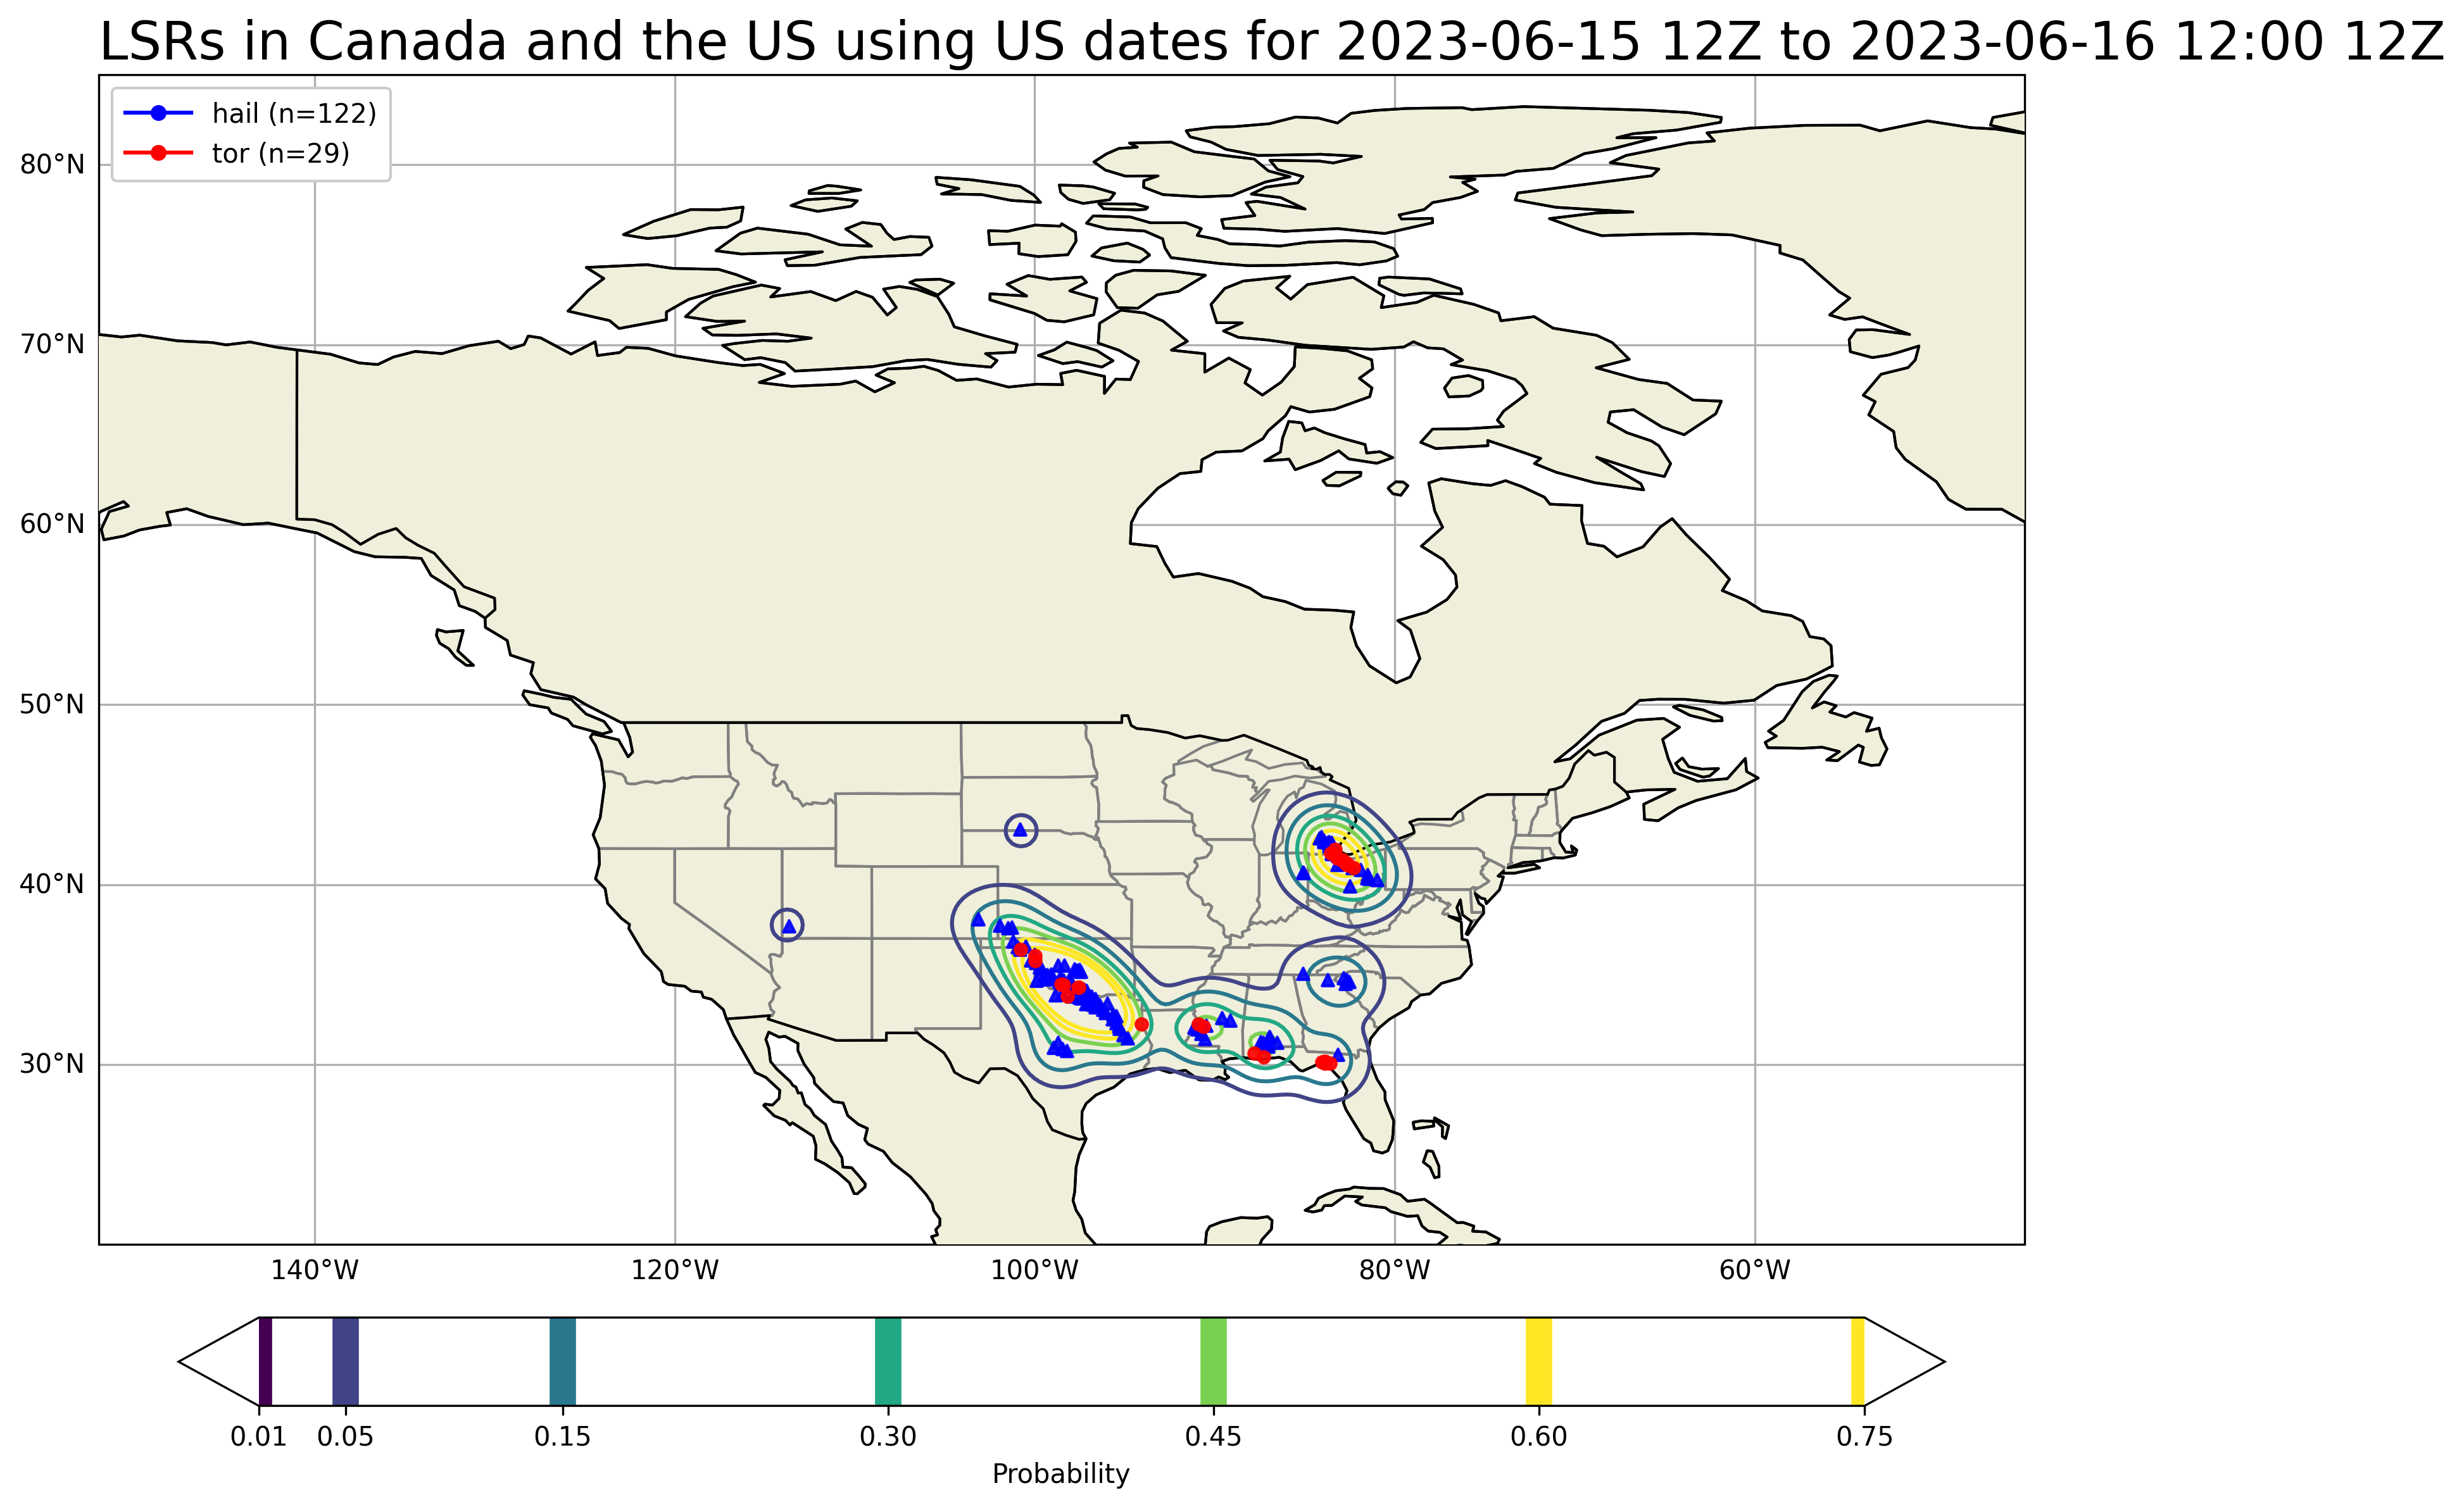 LSRs in Canada and the US using US dates for 2023-06-15 12Z to 2023-06-16 12:00 12Z
hail (n=122)
tor (n=29)
80°N
70°N
60°N
50°N
40°N
30°N
140°W 120°W 100°W 80°W 60°W
0.01 0.05 0.15 0.30 0.45 0.60 0.75
Probability